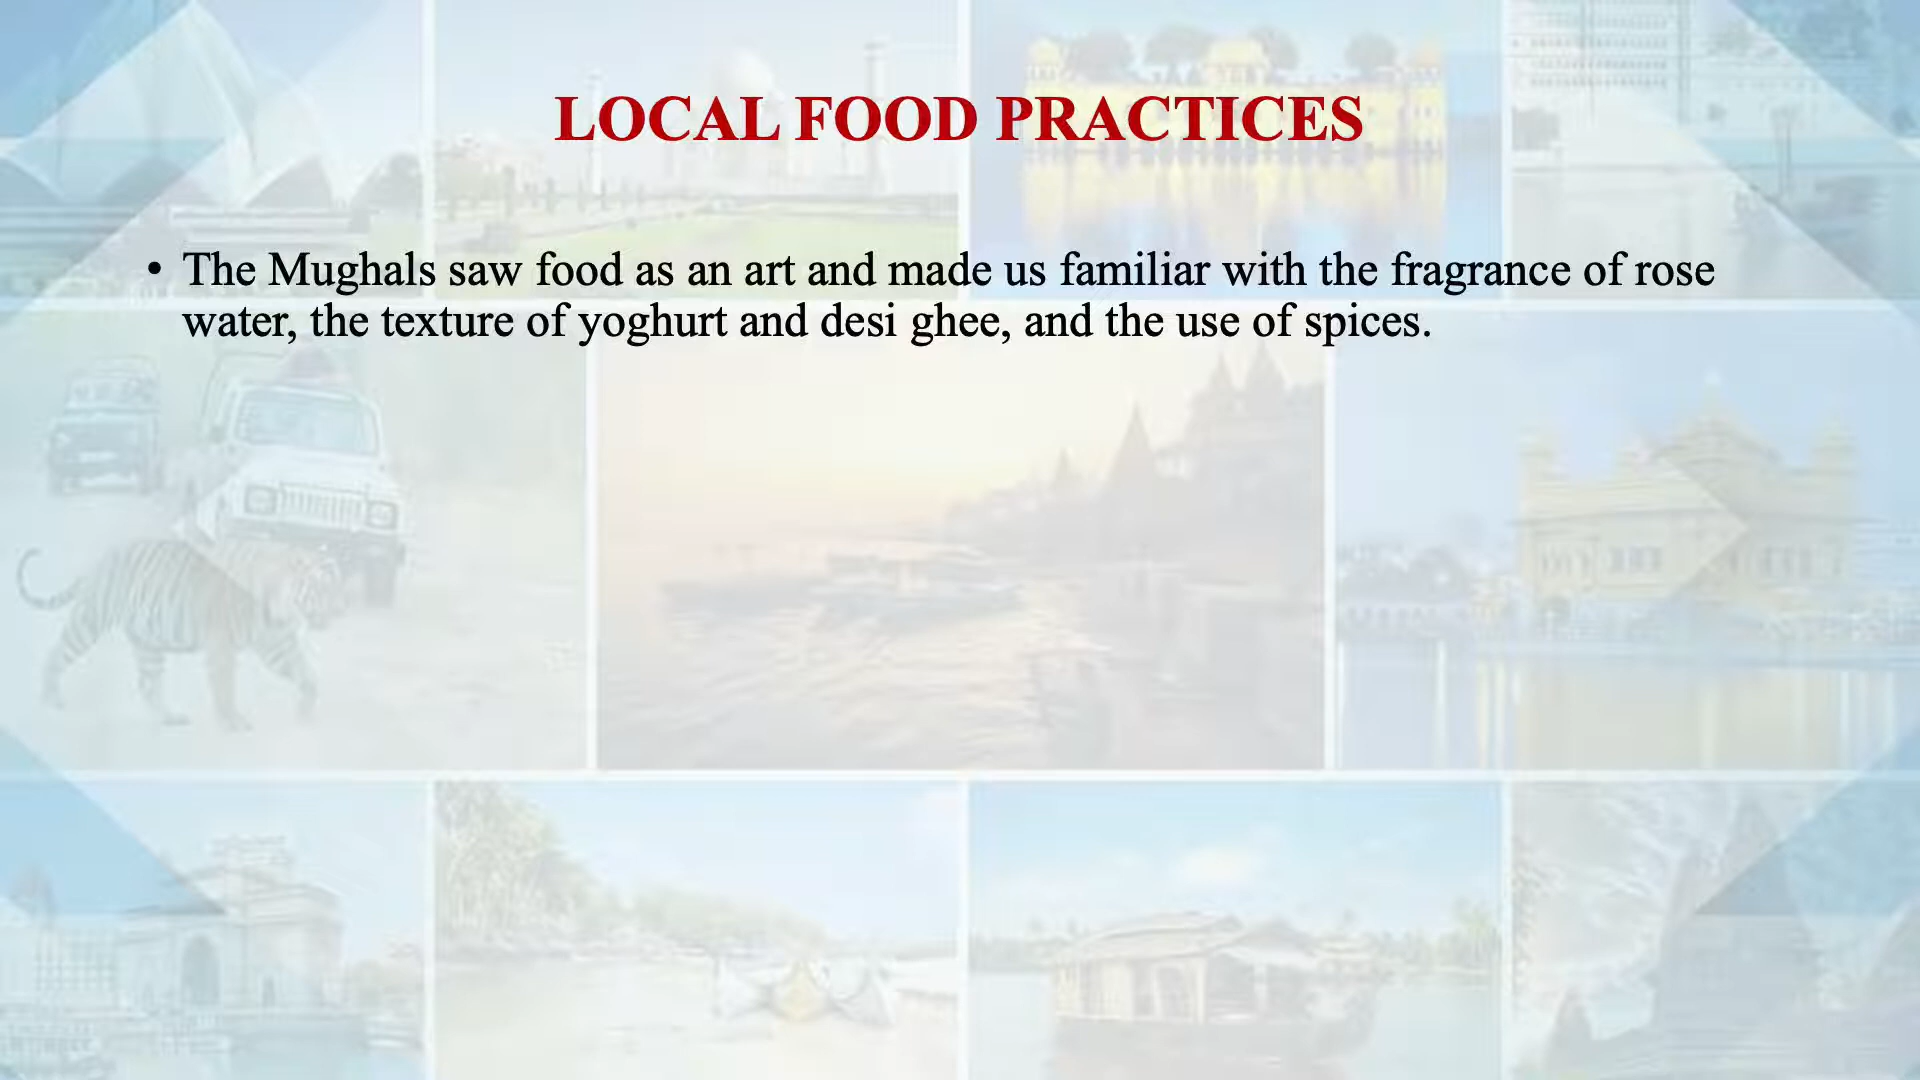 LOCAL FOOD PRACTICES
• The Mughals saw food as an art and made us familiar with the fragrance of rose
water, the texture of yoghurt and desi ghee, and the use of spices.